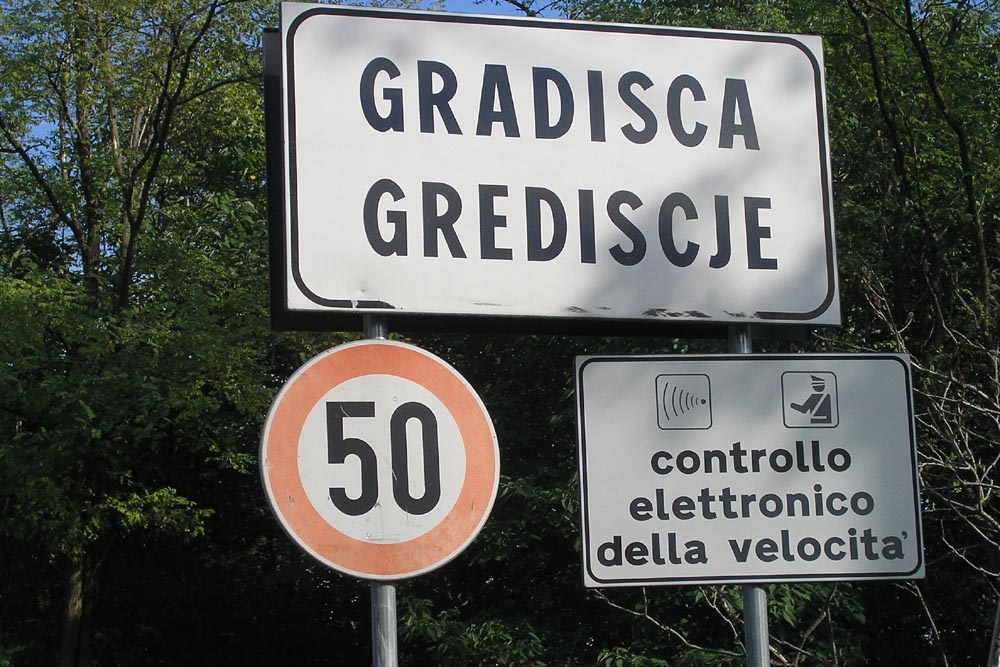 GRADISCA
GREDISCJE
50
controllo
elettronico
della velocita'